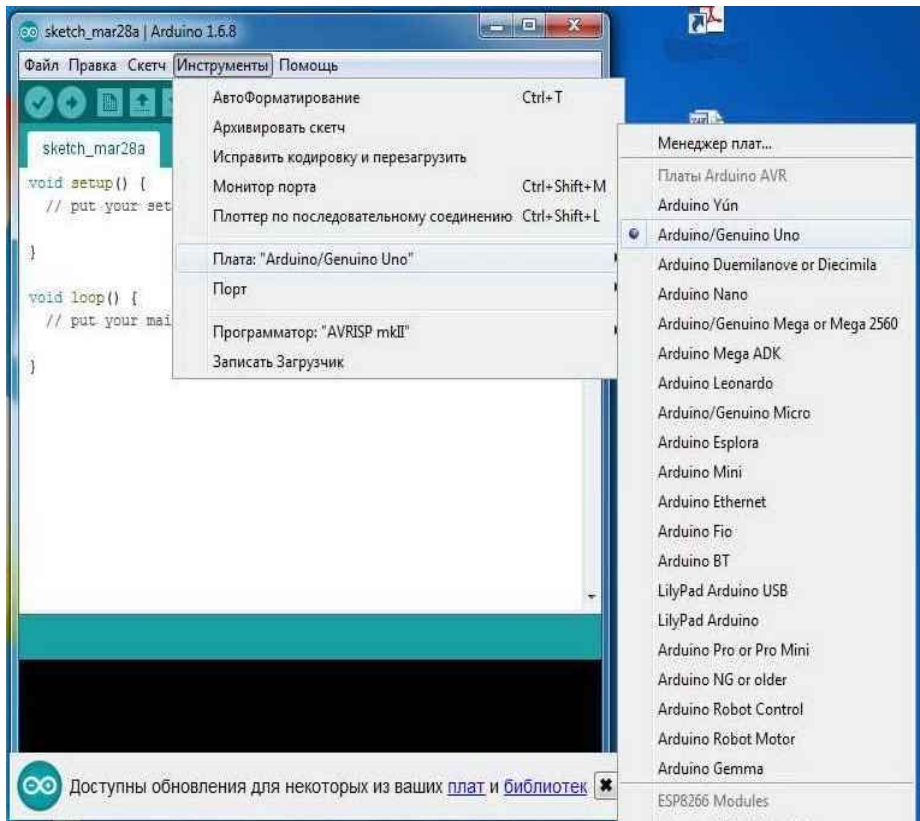 sketch_mar28a | Arduino 1.6.8
Файл Правка Скетч Инструменты Помощь
АвтоФорматирование Ctrl+T
Архивировать скетч
Исправить кодировку и перезагрузить
Монитор порта Ctrl+Shift+M
Плоттер по последовательному соединению Ctrl+Shift+L
Плата: "Arduino/Genuino Uno"
Порт
Программатор: "AVRISP mkII"
Записать Загрузчик
sketch_mar28a
void setup() {
// put your set
}
void loop() {
// put your mai
}
Менеджер плат...
Платы Arduino AVR
Arduino Yún
Arduino/Genuino Uno
Arduino Duemilanove or Diecimila
Arduino Nano
Arduino/Genuino Mega or Mega 2560
Arduino Mega ADK
Arduino Leonardo
Arduino/Genuino Micro
Arduino Esplora
Arduino Mini
Arduino Ethernet
Arduino Fio
Arduino BT
LilyPad Arduino USB
LilyPad Arduino
Arduino Pro or Pro Mini
Arduino NG or older
Arduino Robot Control
Arduino Robot Motor
Arduino Gemma
ESP8266 Modules
Доступны обновления для некоторых из ваших плат и библиотек